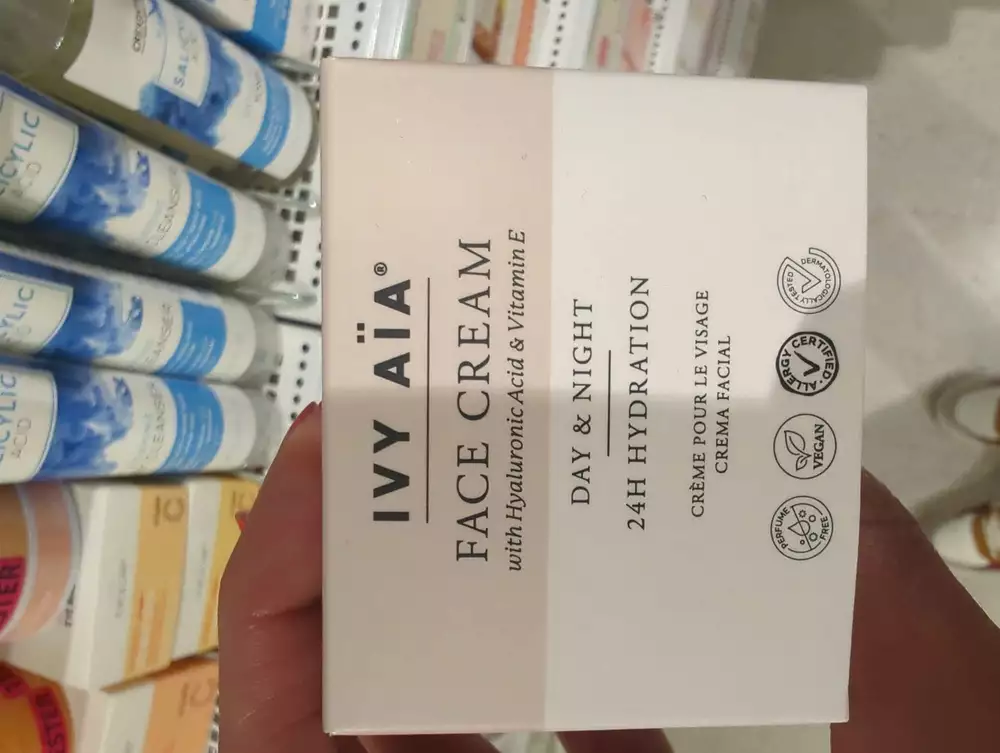 IVY AÏA®
FACE CREAM
with Hyaluronic Acid & Vitamin E
DAY & NIGHT
24H HYDRATION
CRÈME POUR LE VISAGE
CREMA FACIAL
DERMATOLOGICALLY TESTED
ALLERGY CERTIFIED
VEGAN
PERFUME FREE
CLEANSER
ACID
CLEANSER